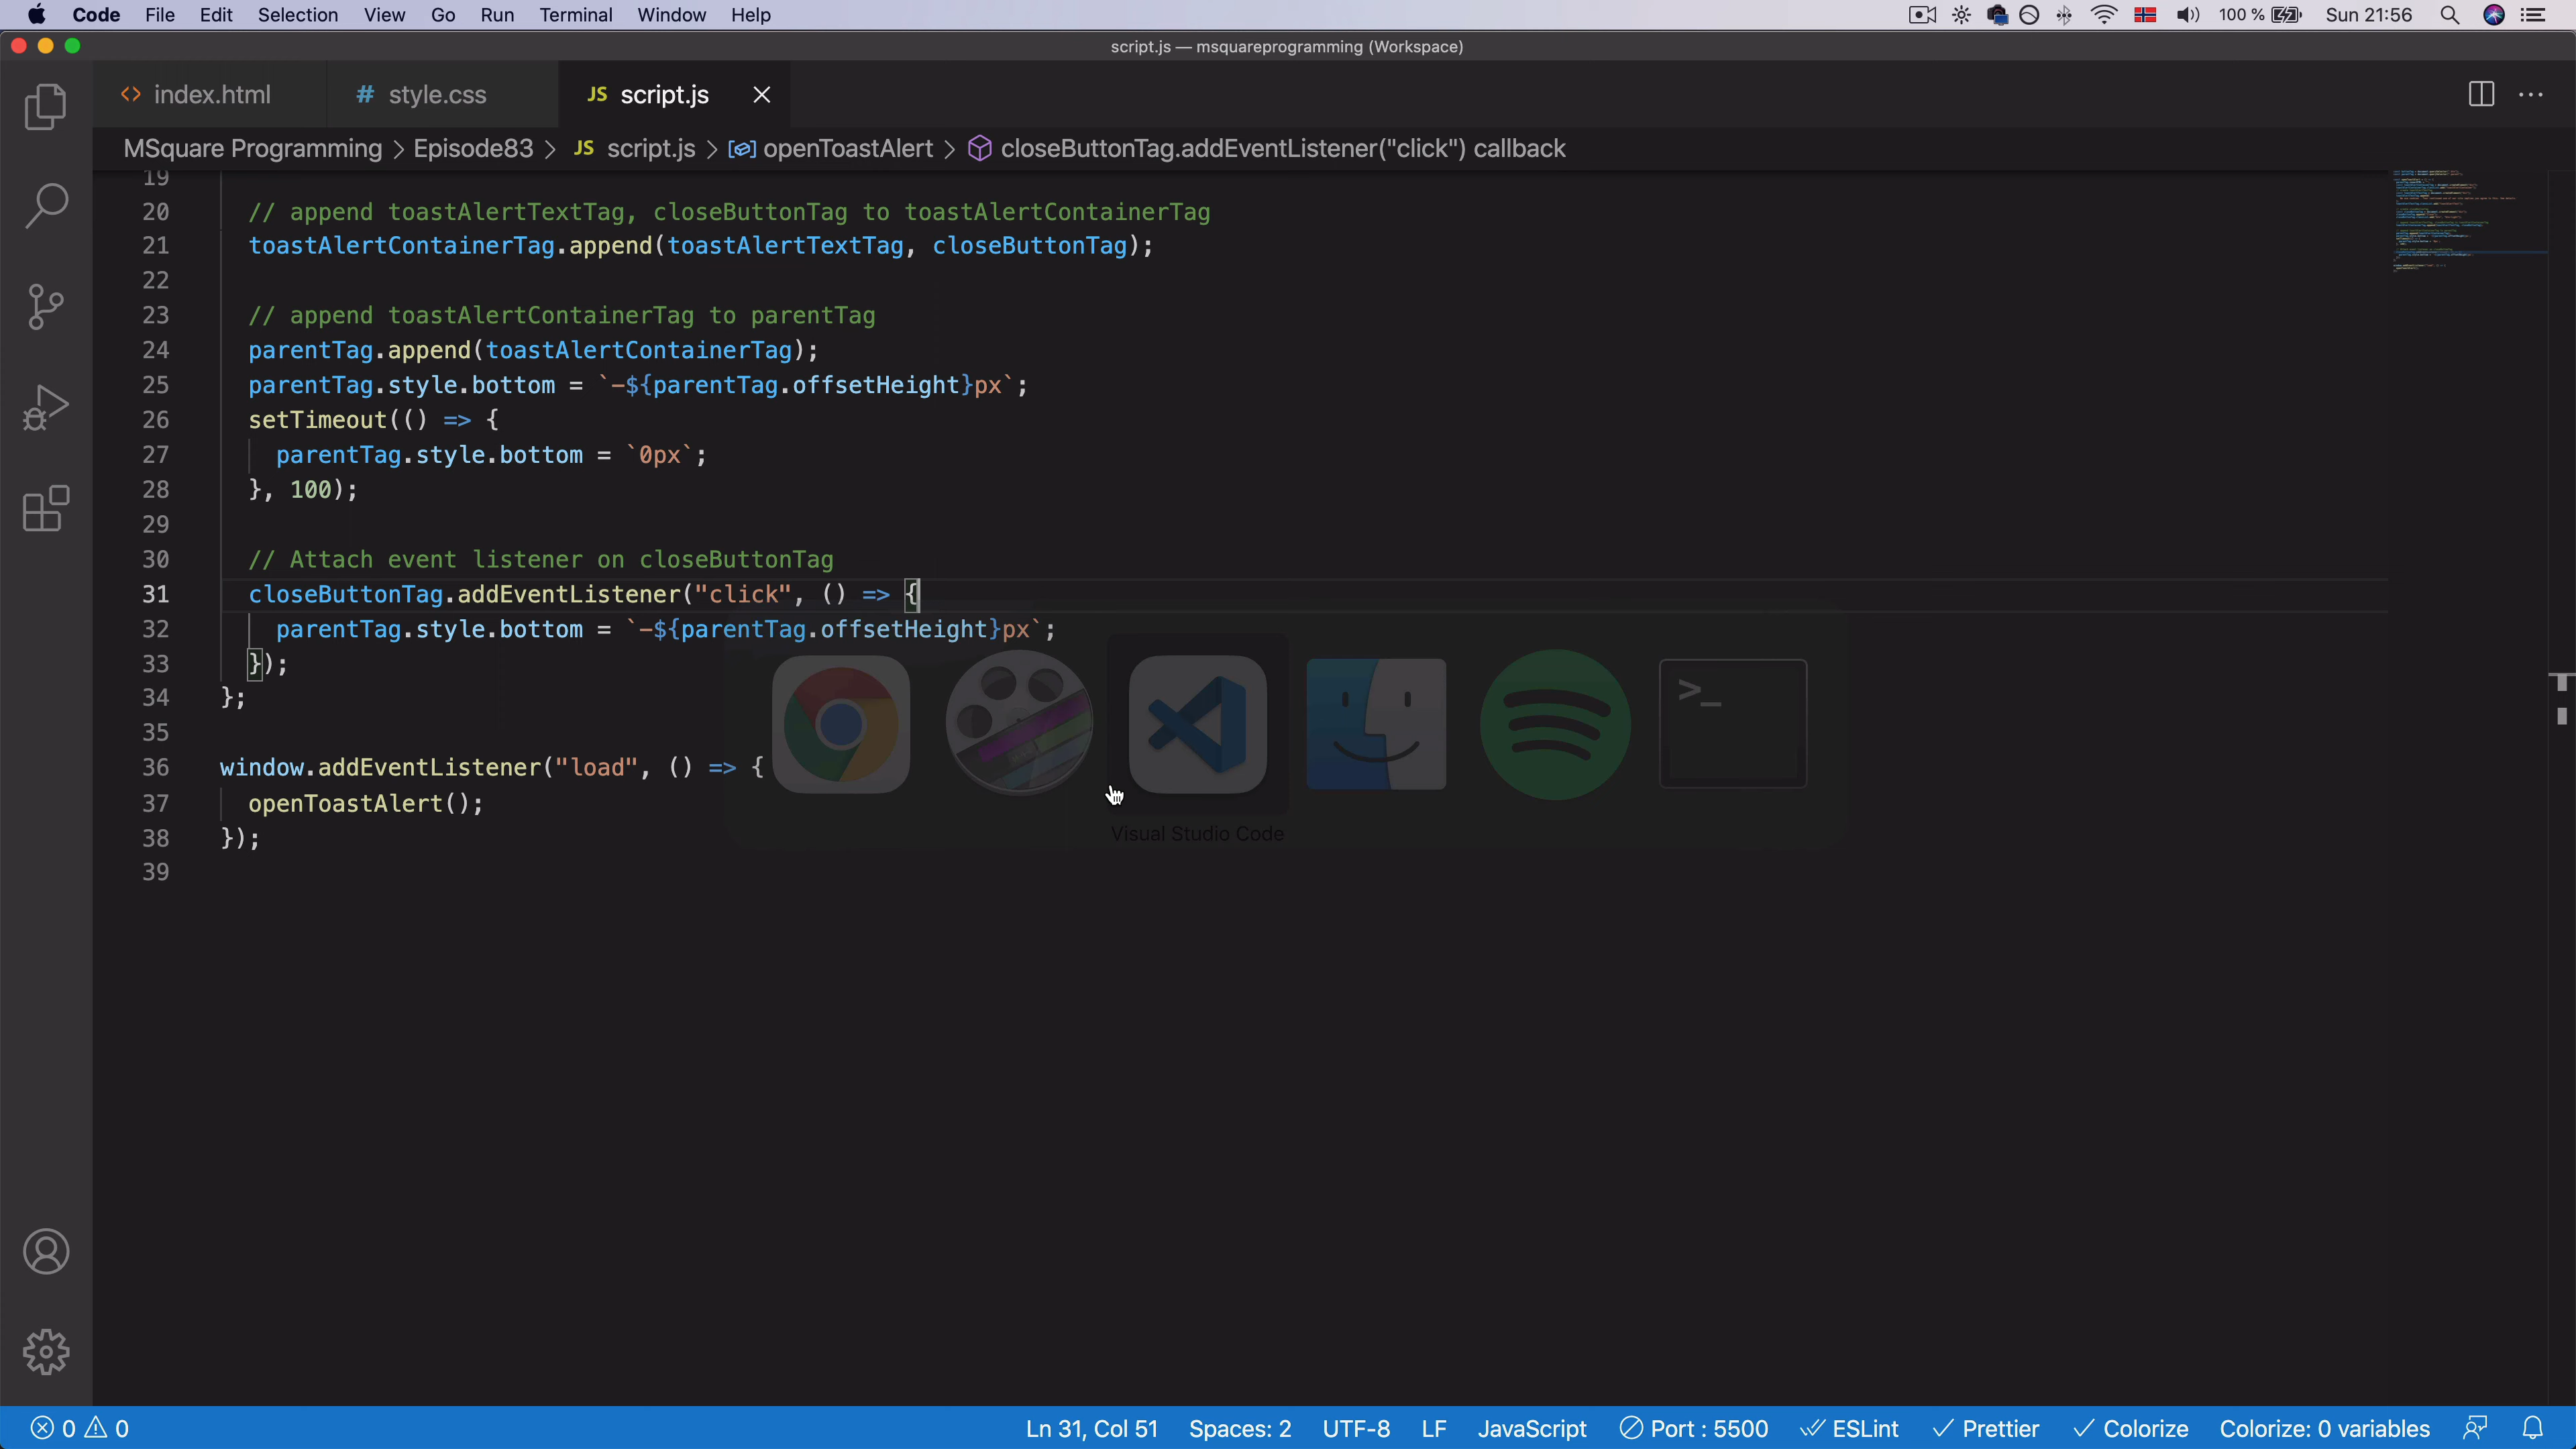 Code File Edit Selection View Go Run Terminal Window Help 100 % Sun 21:56
script.js — msquareprogramming (Workspace)
<> index.html # style.css JS script.js
MSquare Programming > Episode83 > JS script.js > openToastAlert > closeButtonTag.addEventListener("click") callback
19
20 // append toastAlertTextTag, closeButtonTag to toastAlertContainerTag
21 toastAlertContainerTag.append(toastAlertTextTag, closeButtonTag);
22
23 // append toastAlertContainerTag to parentTag
24 parentTag.append(toastAlertContainerTag);
25 parentTag.style.bottom = `-${parentTag.offsetHeight}px`;
26 setTimeout(() => {
27 parentTag.style.bottom = `0px`;
28 }, 100);
29
30 // Attach event listener on closeButtonTag
31 closeButtonTag.addEventListener("click", () => {
32 parentTag.style.bottom = `-${parentTag.offsetHeight}px`;
33 });
34 };
35
36 window.addEventListener("load", () => {
37 openToastAlert();
38 });
39
>_
Visual Studio Code
0 0 Ln 31, Col 51 Spaces: 2 UTF-8 LF JavaScript Port : 5500 ESLint Prettier Colorize Colorize: 0 variables